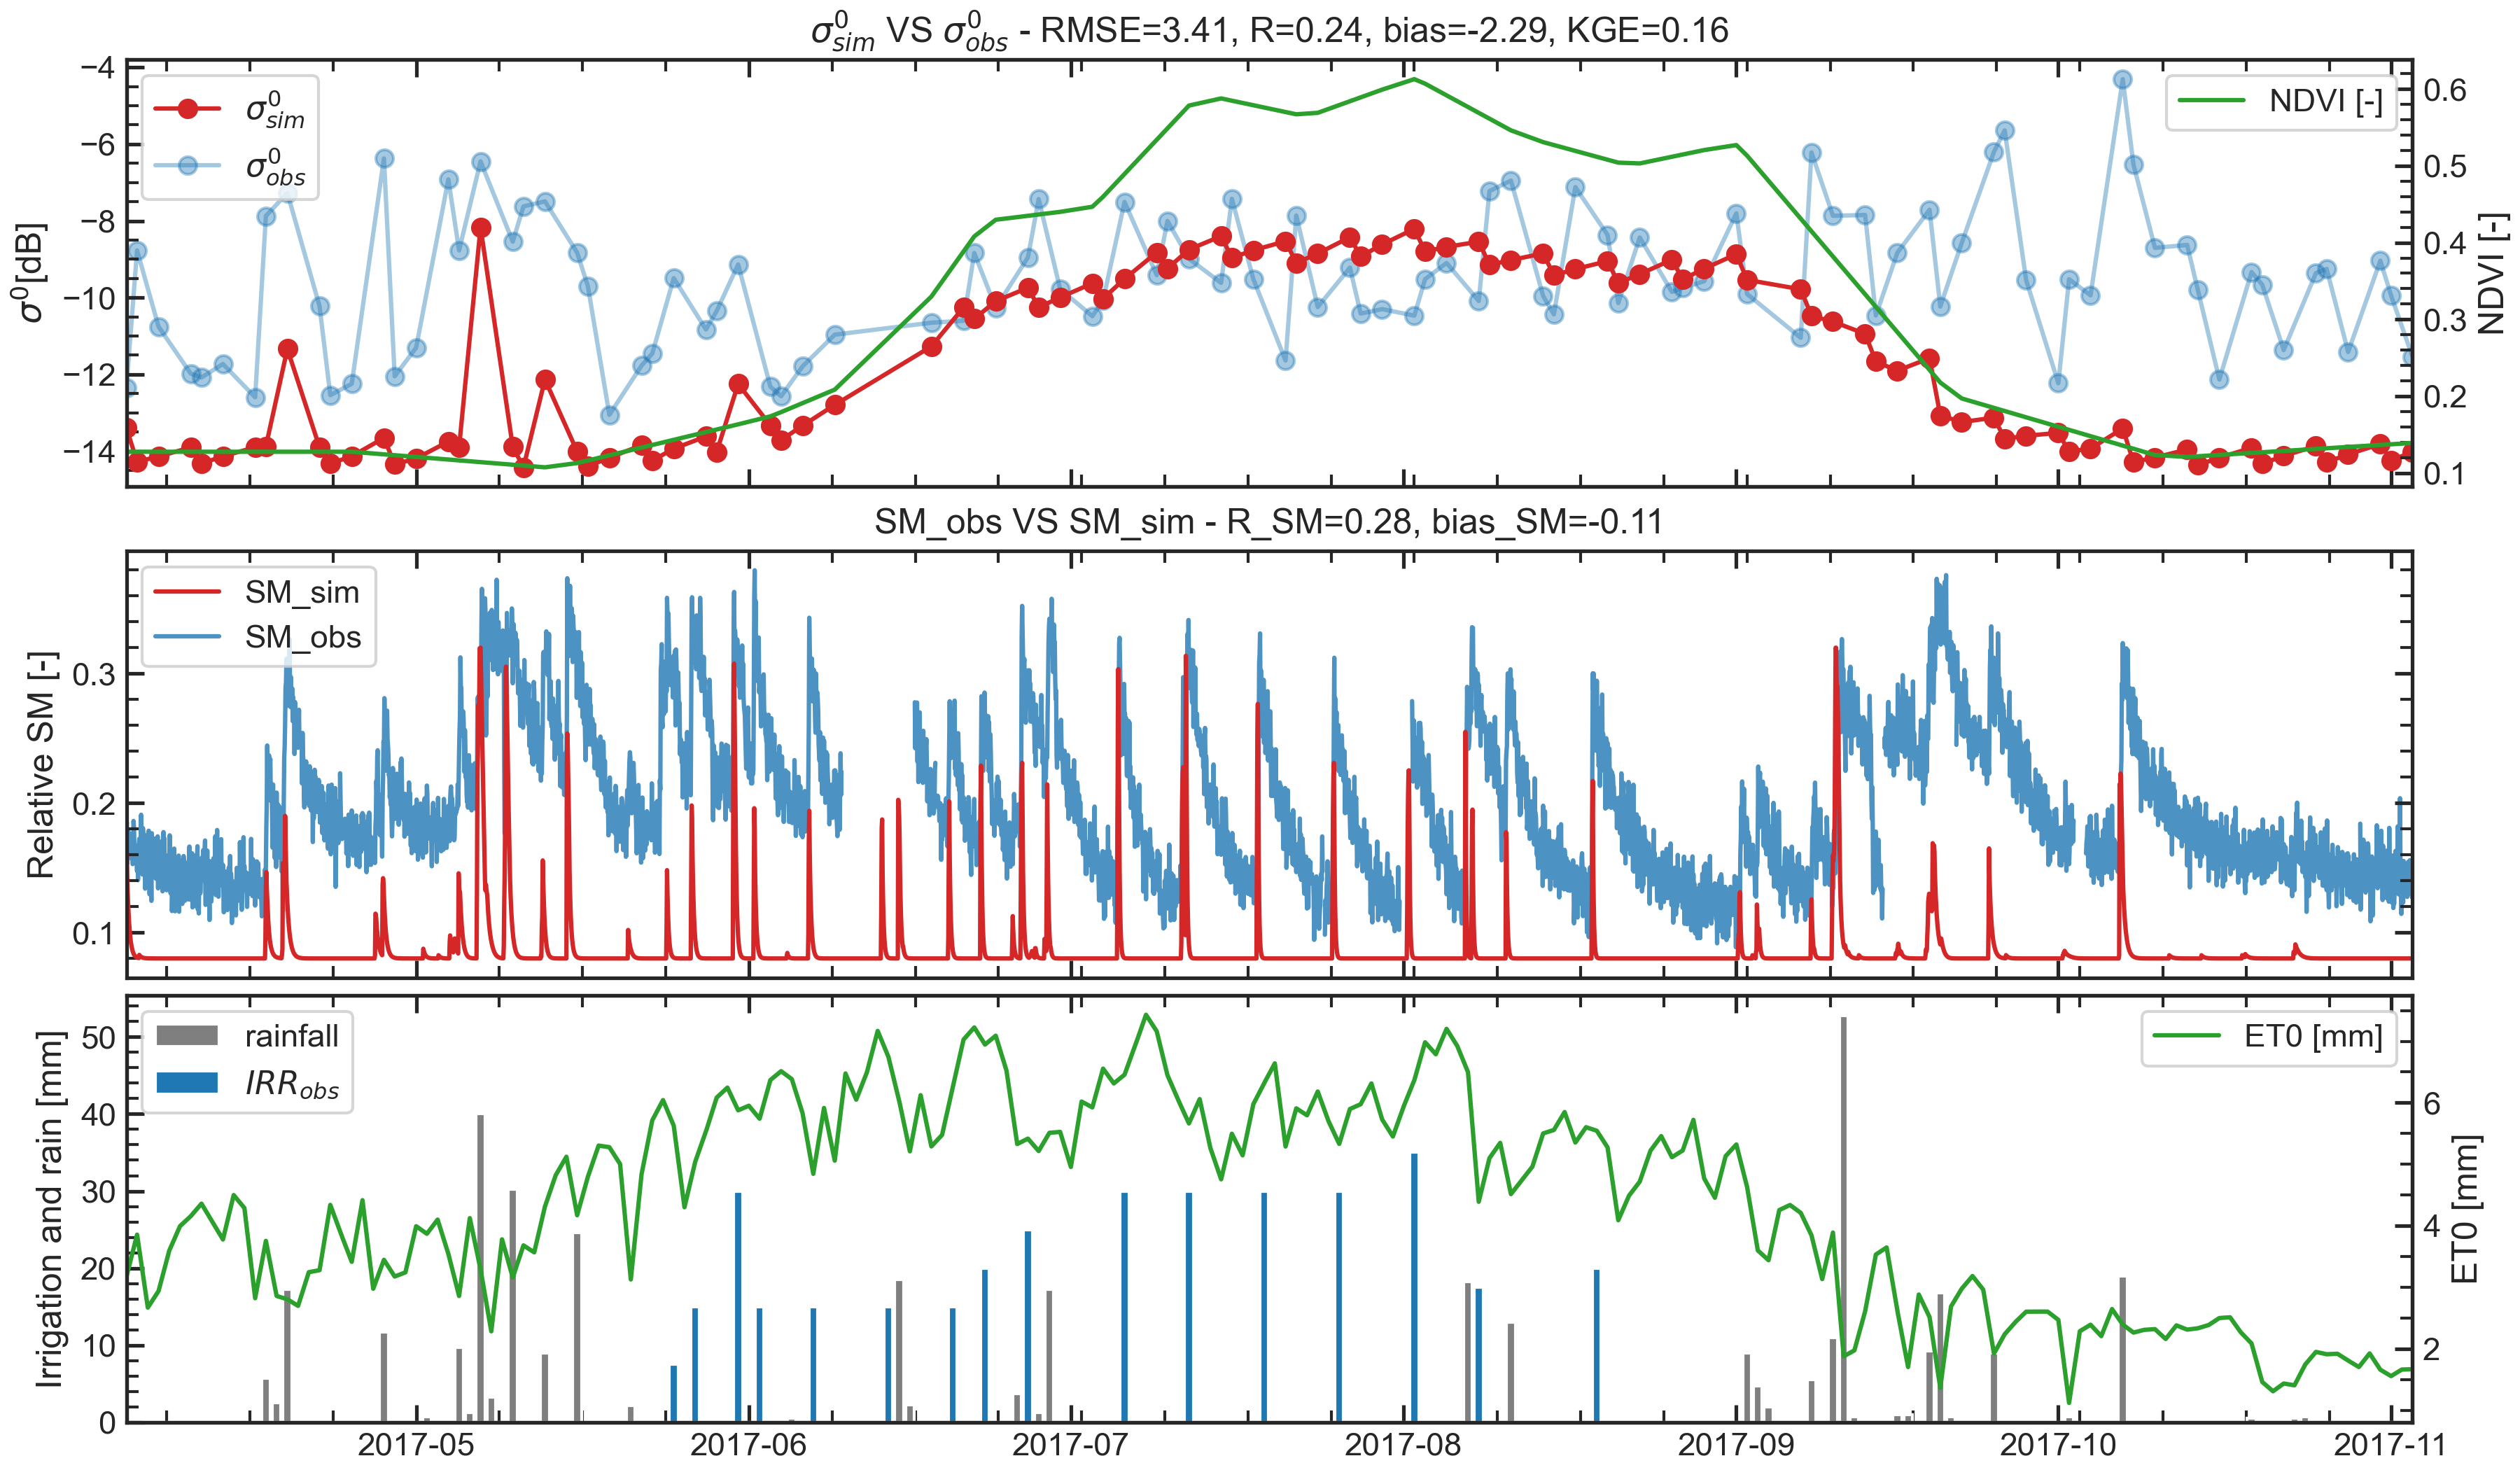 σ⁰sim VS σ⁰obs - RMSE=3.41, R=0.24, bias=-2.29, KGE=0.16
−4
−6
−8
−10
−12
−14
σ⁰[dB]
σ⁰sim
σ⁰obs
NDVI [-]
0.6
0.5
0.4
0.3
0.2
0.1
NDVI [-]
SM_obs VS SM_sim - R_SM=0.28, bias_SM=-0.11
0.3
0.2
0.1
Relative SM [-]
SM_sim
SM_obs
50
40
30
20
10
0
Irrigation and rain [mm]
rainfall
IRRobs
ET0 [mm]
6
4
2
ET0 [mm]
2017-05 2017-06 2017-07 2017-08 2017-09 2017-10 2017-11